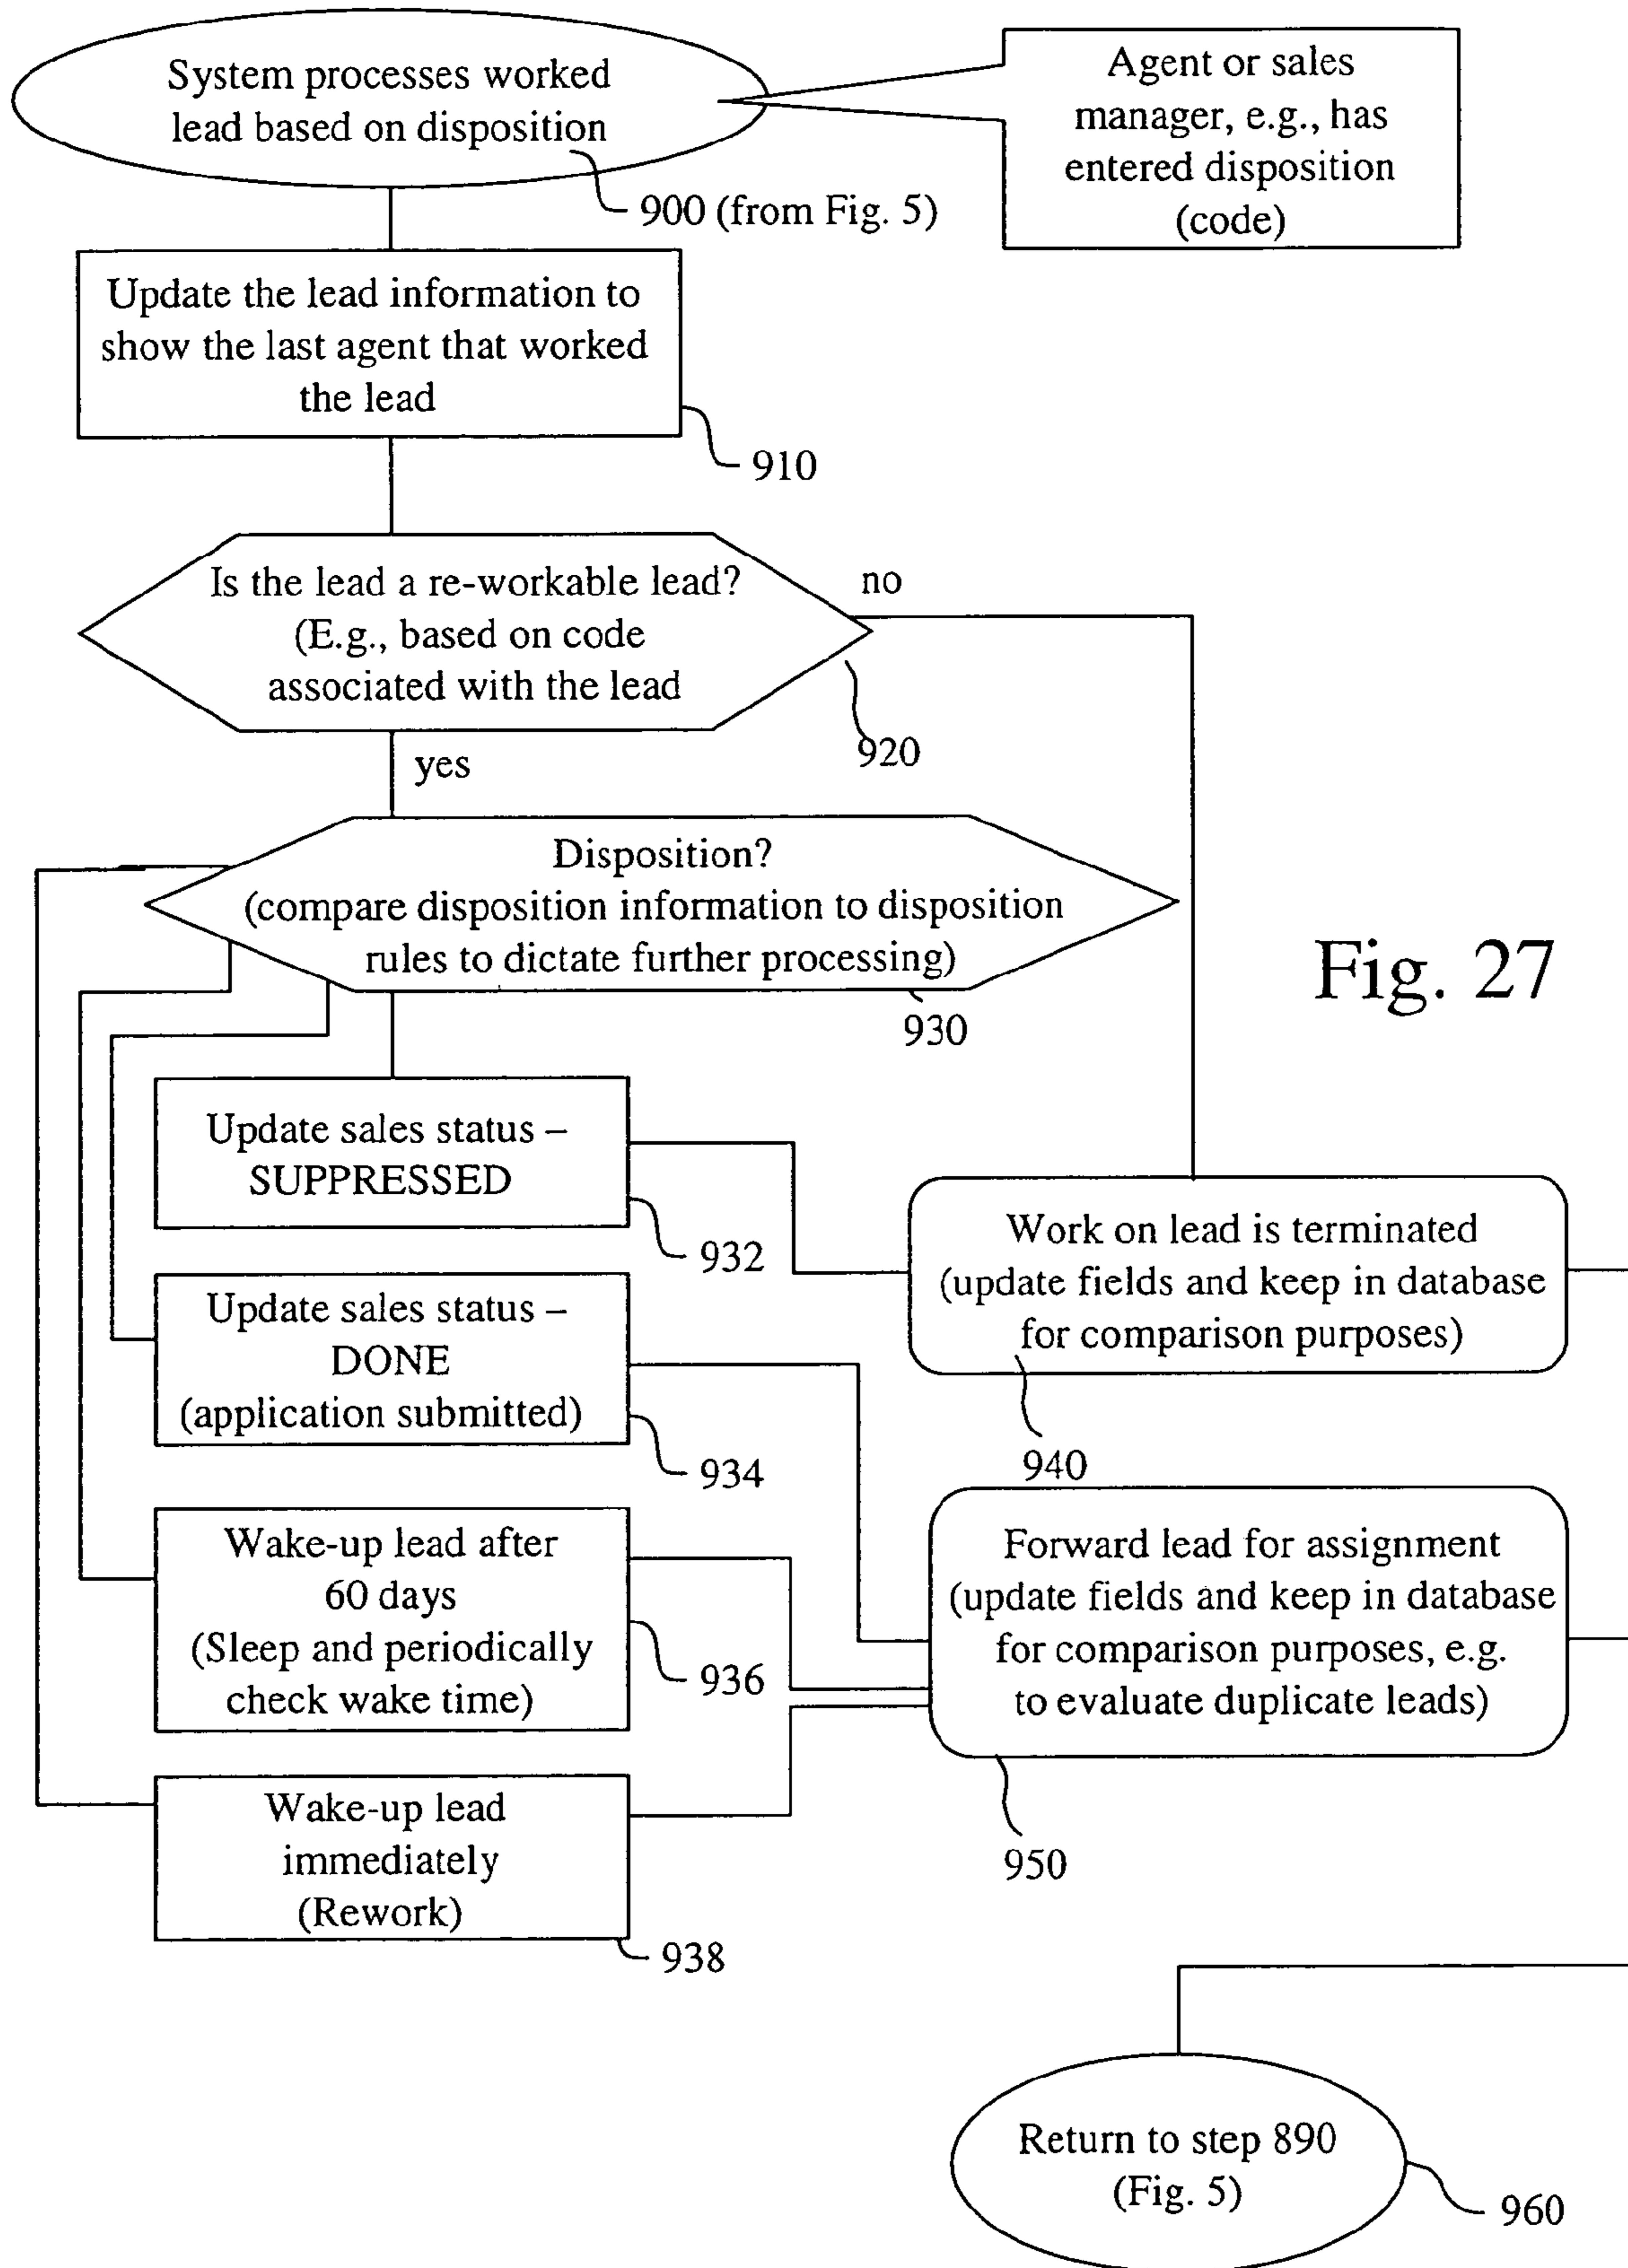 System processes worked
lead based on disposition
900 (from Fig. 5)
Agent or sales
manager, e.g., has
entered disposition
(code)
Update the lead information to
show the last agent that worked
the lead
910
Is the lead a re-workable lead?
(E.g., based on code
associated with the lead
no
920
yes
Disposition?
(compare disposition information to disposition
rules to dictate further processing)
930
Fig. 27
Update sales status –
SUPPRESSED
932
Work on lead is terminated
(update fields and keep in database
for comparison purposes)
940
Update sales status –
DONE
(application submitted)
934
Wake-up lead after
60 days
(Sleep and periodically
check wake time)
936
Forward lead for assignment
(update fields and keep in database
for comparison purposes, e.g.
to evaluate duplicate leads)
950
Wake-up lead
immediately
(Rework)
938
Return to step 890
(Fig. 5)
960